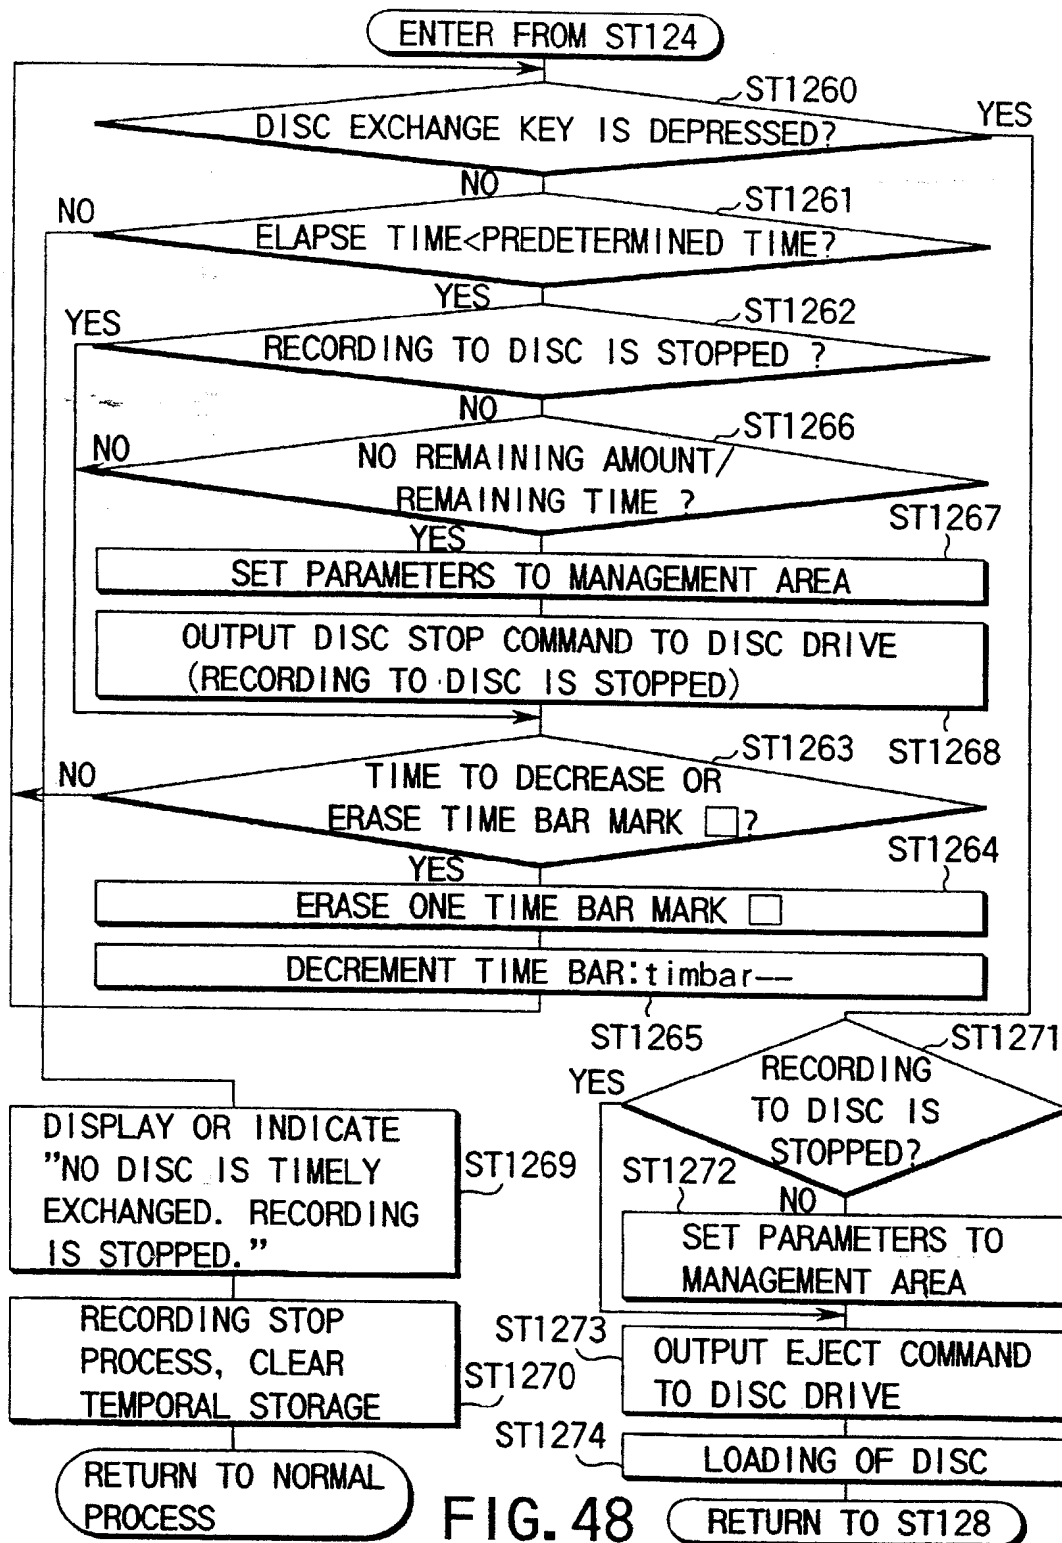 ENTER FROM ST124
ST1260
DISC EXCHANGE KEY IS DEPRESSED?
YES
NO
ST1261
NO
ELAPSE TIME<PREDETERMINED TIME?
YES
ST1262
YES
RECORDING TO DISC IS STOPPED ?
NO
ST1266
NO
NO REMAINING AMOUNT/
REMAINING TIME ?
YES
ST1267
SET PARAMETERS TO MANAGEMENT AREA
OUTPUT DISC STOP COMMAND TO DISC DRIVE
(RECORDING TO DISC IS STOPPED)
ST1268
ST1263
NO
TIME TO DECREASE OR
ERASE TIME BAR MARK □?
YES
ST1264
ERASE ONE TIME BAR MARK □
DECREMENT TIME BAR:timbar--
ST1265
ST1271
YES
RECORDING
TO DISC IS
STOPPED?
NO
ST1272
SET PARAMETERS TO
MANAGEMENT AREA
ST1273
OUTPUT EJECT COMMAND
TO DISC DRIVE
ST1274
LOADING OF DISC
RETURN TO ST128
DISPLAY OR INDICATE
"NO DISC IS TIMELY
EXCHANGED. RECORDING
IS STOPPED."
ST1269
RECORDING STOP
PROCESS, CLEAR
TEMPORAL STORAGE
ST1270
RETURN TO NORMAL
PROCESS
FIG. 48